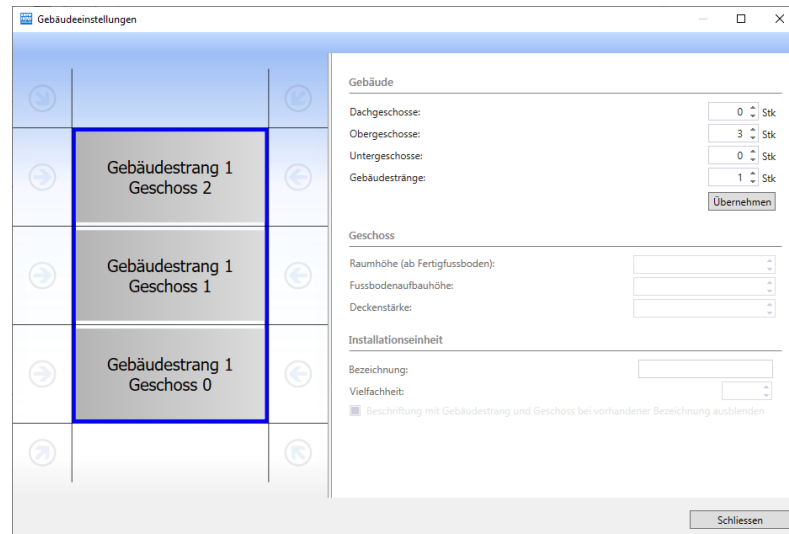 Gebäudeeinstellungen
Gebäude
Dachgeschosse: 0 Stk
Obergeschosse: 3 Stk
Untergeschosse: 0 Stk
Gebäudestränge: 1 Stk
Übernehmen
Gebäudestrang 1
Geschoss 2
Gebäudestrang 1
Geschoss 1
Gebäudestrang 1
Geschoss 0
Geschoss
Raumhöhe (ab Fertigfussboden):
Fussbodenaufbauhöhe:
Deckenstärke:
Installationseinheit
Bezeichnung:
Vielfachheit:
Beschriftung mit Gebäudestrang und Geschoss bei vorhandener Bezeichnung ausblenden
Schliessen